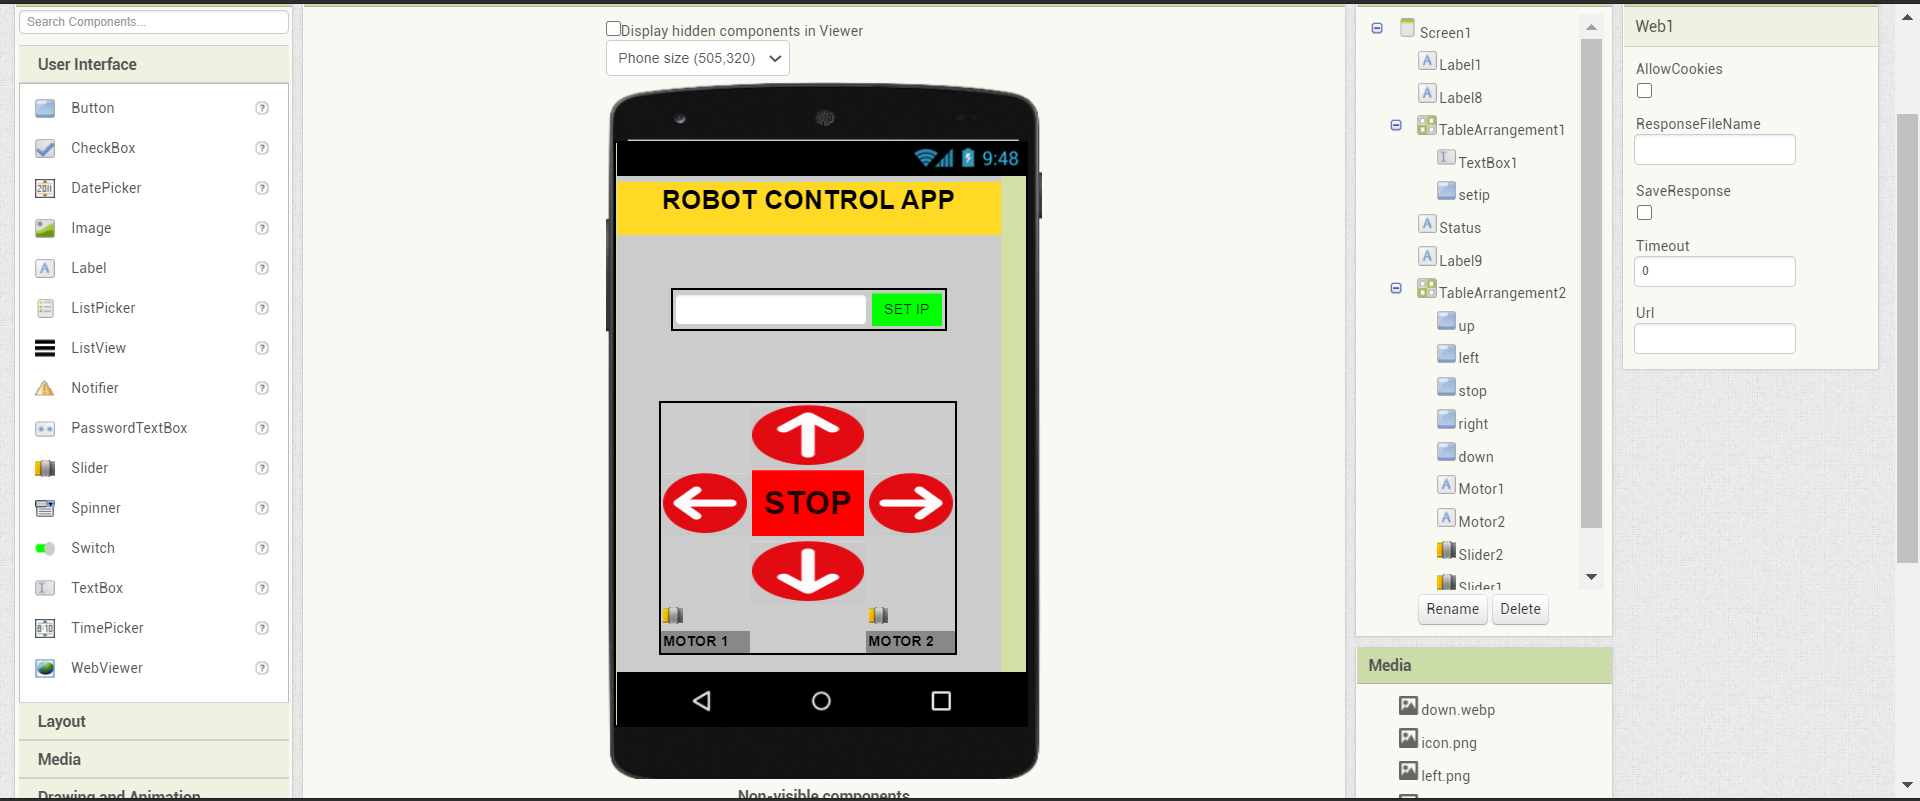 Search Components...
User Interface
Button
?
CheckBox
?
DatePicker
?
Image
?
Label
?
ListPicker
?
ListView
?
Notifier
?
PasswordTextBox
?
Slider
?
Spinner
?
Switch
?
TextBox
?
TimePicker
?
WebViewer
?
Layout
Media
Drawing and Animation
Display hidden components in Viewer
Phone size (505,320)
9:48
ROBOT CONTROL APP
SET IP
STOP
MOTOR 1
MOTOR 2
Non-visible components
Screen1
Label1
Label8
TableArrangement1
TextBox1
setip
Status
Label9
TableArrangement2
up
left
stop
right
down
Motor1
Motor2
Slider2
Slider1
Rename
Delete
Media
down.webp
icon.png
left.png
Web1
AllowCookies
ResponseFileName
SaveResponse
Timeout
0
Url